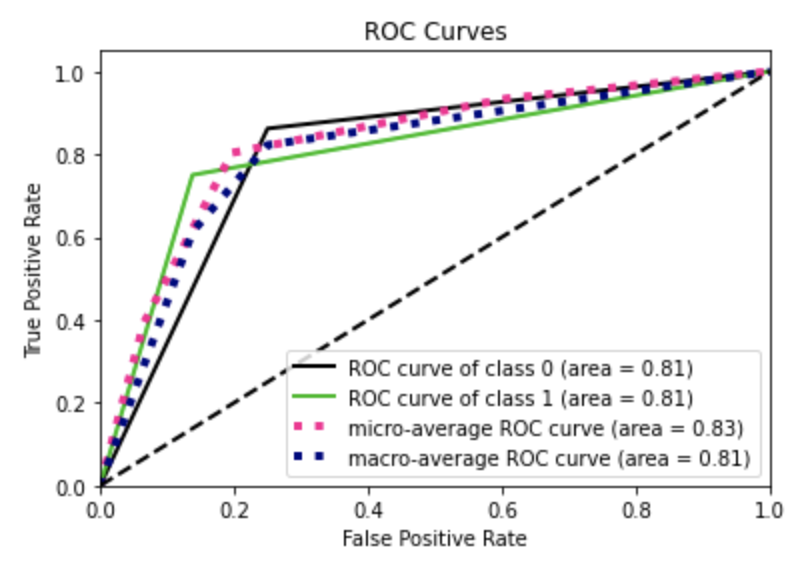 ROC Curves
True Positive Rate
1.0
0.8
0.6
0.4
0.2
0.0
ROC curve of class 0 (area = 0.81)
ROC curve of class 1 (area = 0.81)
micro-average ROC curve (area = 0.83)
macro-average ROC curve (area = 0.81)
0.0 0.2 0.4 0.6 0.8 1.0
False Positive Rate